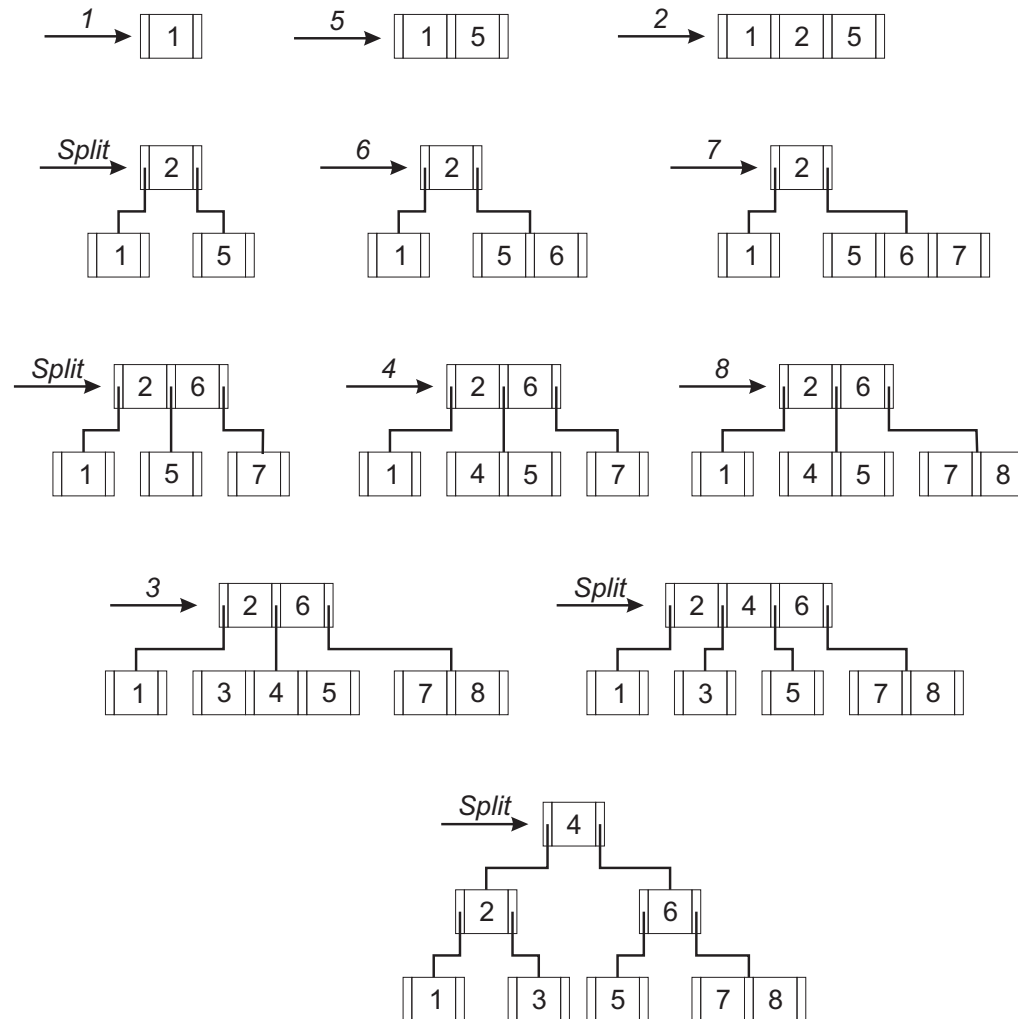 1 1 5 1 5 2 1 2 5
Split 2 6 2 7 2
1 5 1 5 6 1 5 6 7
Split 2 6 4 2 6 8 2 6
1 5 7 1 4 5 7 1 4 5 7 8
3 2 6 Split 2 4 6
1 3 4 5 7 8 1 3 5 7 8
Split 4
2 6
1 3 5 7 8